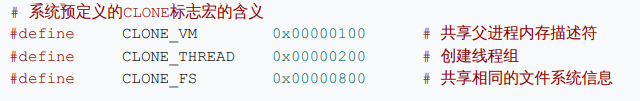 # 系统预定义的CLONE标志宏的含义
#define CLONE_VM 0x00000100 # 共享父进程内存描述符
#define CLONE_THREAD 0x00000200 # 创建线程组
#define CLONE_FS 0x00000800 # 共享相同的文件系统信息